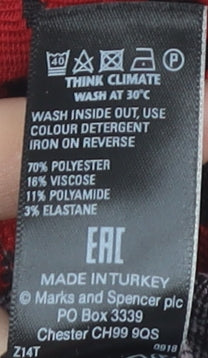 40 P
THINK CLIMATE
WASH AT 30°C
WASH INSIDE OUT, USE
COLOUR DETERGENT
IRON ON REVERSE
70% POLYESTER
16% VISCOSE
11% POLYAMIDE
3% ELASTANE
EAC
MADE IN TURKEY
© Marks and Spencer plc
PO Box 3339
Chester CH99 9QS
Z14T 0918